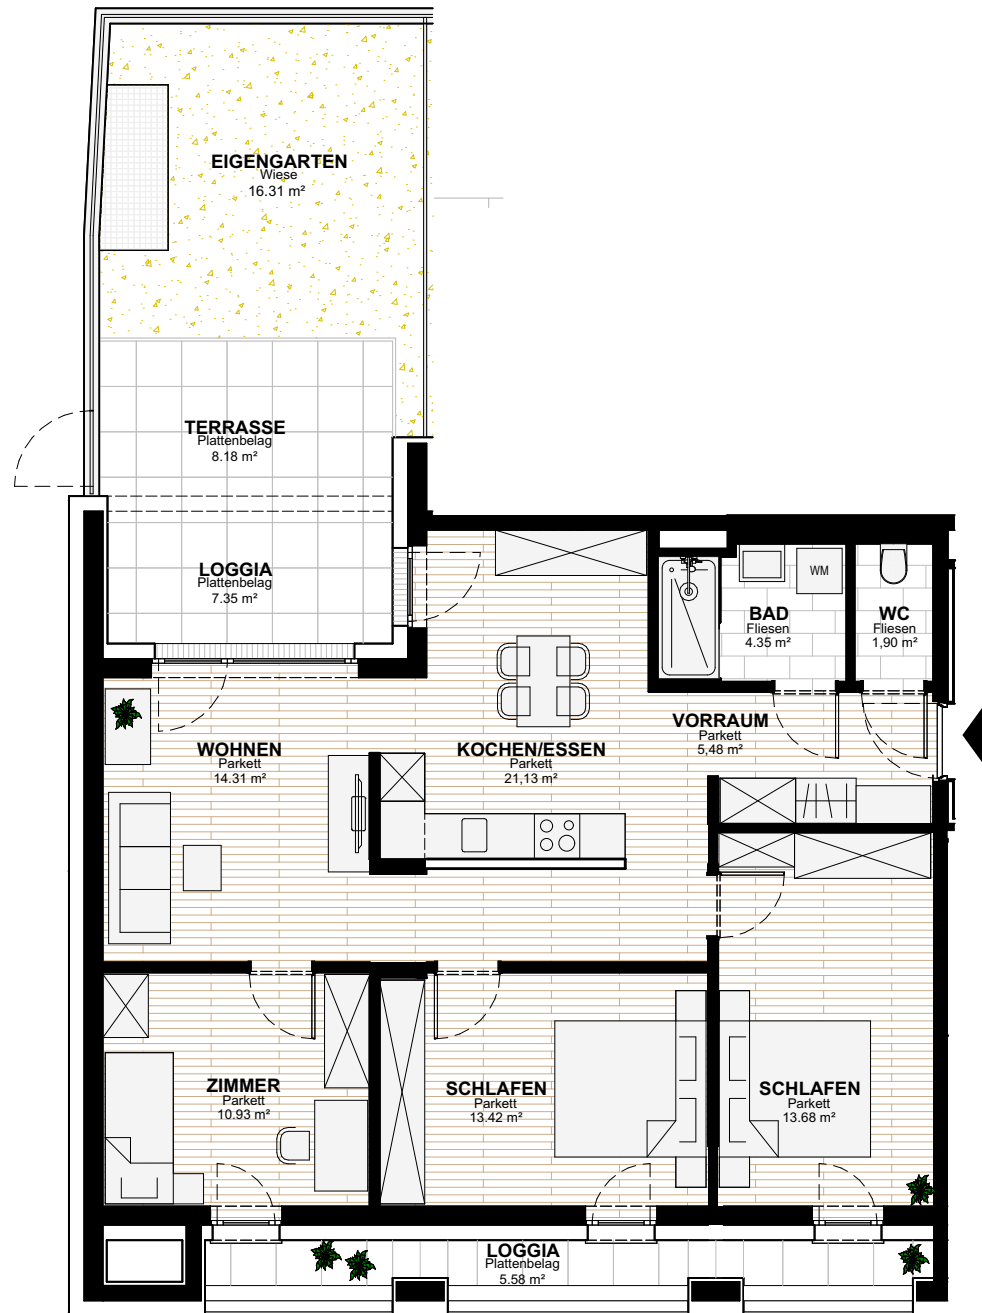 EIGENGARTEN
Wiese
16.31 m²
TERRASSE
Plattenbelag
8.18 m²
LOGGIA
Plattenbelag
7.35 m²
WM
BAD
Fliesen
4.35 m²
WC
Fliesen
1,90 m²
VORRAUM
Parkett
5,48 m²
WOHNEN
Parkett
14.31 m²
KOCHEN/ESSEN
Parkett
21,13 m²
ZIMMER
Parkett
10.93 m²
SCHLAFEN
Parkett
13.42 m²
SCHLAFEN
Parkett
13.68 m²
LOGGIA
Plattenbelag
5.58 m²